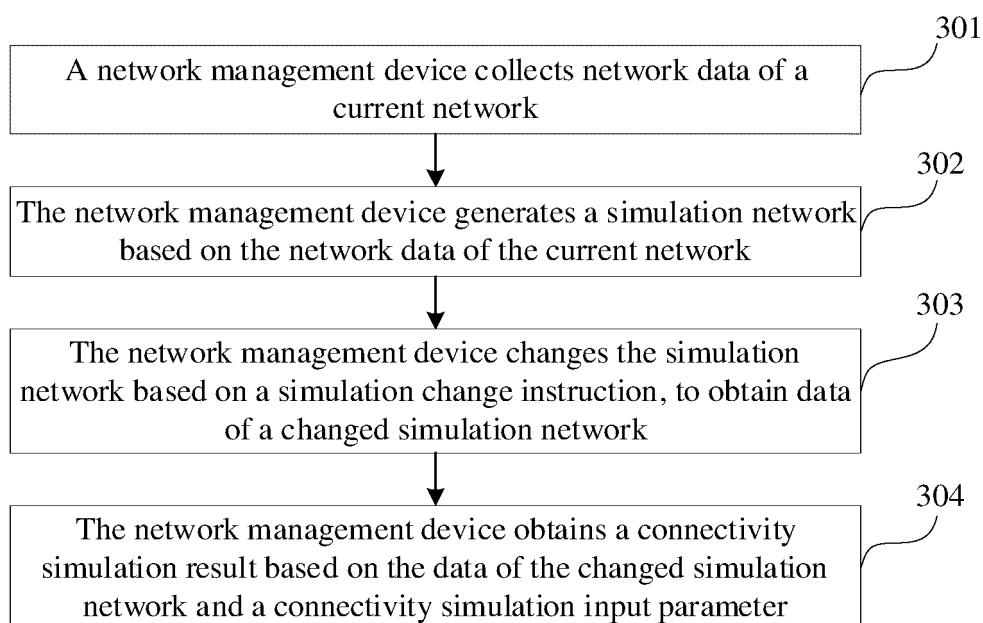 301
A network management device collects network data of a
current network
302
The network management device generates a simulation network
based on the network data of the current network
303
The network management device changes the simulation
network based on a simulation change instruction, to obtain data
of a changed simulation network
304
The network management device obtains a connectivity
simulation result based on the data of the changed simulation
network and a connectivity simulation input parameter